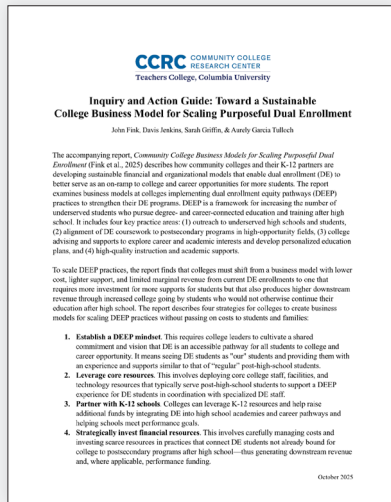 CCRC COMMUNITY COLLEGE
RESEARCH CENTER
Teachers College, Columbia University
Inquiry and Action Guide: Toward a Sustainable
College Business Model for Scaling Purposeful Dual Enrollment
John Fink, Davis Jenkins, Sarah Griffin, & Aurely Garcia Tulloch
The accompanying report, Community College Business Models for Scaling Purposeful Dual
Enrollment (Fink et al., 2025) describes how community colleges and their K-12 partners are
developing sustainable financial and organizational models that enable dual enrollment (DE) to
better serve as an on-ramp to college and career opportunities for more students. The report
examines business models at colleges implementing dual enrollment equity pathways (DEEP)
practices to strengthen their DE programs. DEEP is a framework for increasing the number of
underserved students who pursue degree- and career-connected education and training after high
school. It includes four key practice areas: (1) outreach to underserved high schools and students,
(2) alignment of DE coursework to postsecondary programs in high-opportunity fields, (3) college
advising and supports to explore career and academic interests and develop personalized education
plans, and (4) high-quality instruction and academic supports.
To scale DEEP practices, the report finds that colleges must shift from a business model with lower
cost, lighter support, and limited marginal revenue from current DE enrollments to one that
requires more investment for more supports for students but that also produces higher downstream
revenue through increased college going by students who would not otherwise continue their
education after high school. The report describes four strategies for colleges to create business
models for scaling DEEP practices without passing on costs to students and families:
1. Establish a DEEP mindset. This requires college leaders to cultivate a shared
commitment and vision that DE is an accessible pathway for all students to college and
career opportunity. It means seeing DE students as "our" students and providing them with
an experience and supports similar to that of “regular” post-high-school students.
2. Leverage core resources. This involves deploying core college staff, facilities, and
technology resources that typically serve post-high-school students to support a DEEP
experience for DE students in coordination with specialized DE staff.
3. Partner with K-12 schools. Colleges can leverage K-12 resources and help raise
additional funds by integrating DE into high school academies and career pathways and
helping schools meet performance goals.
4. Strategically invest financial resources. This involves carefully managing costs and
investing scarce resources in practices that connect DE students not already bound for
college to postsecondary programs after high school—thus generating downstream revenue
and, where applicable, performance funding.
October 2025